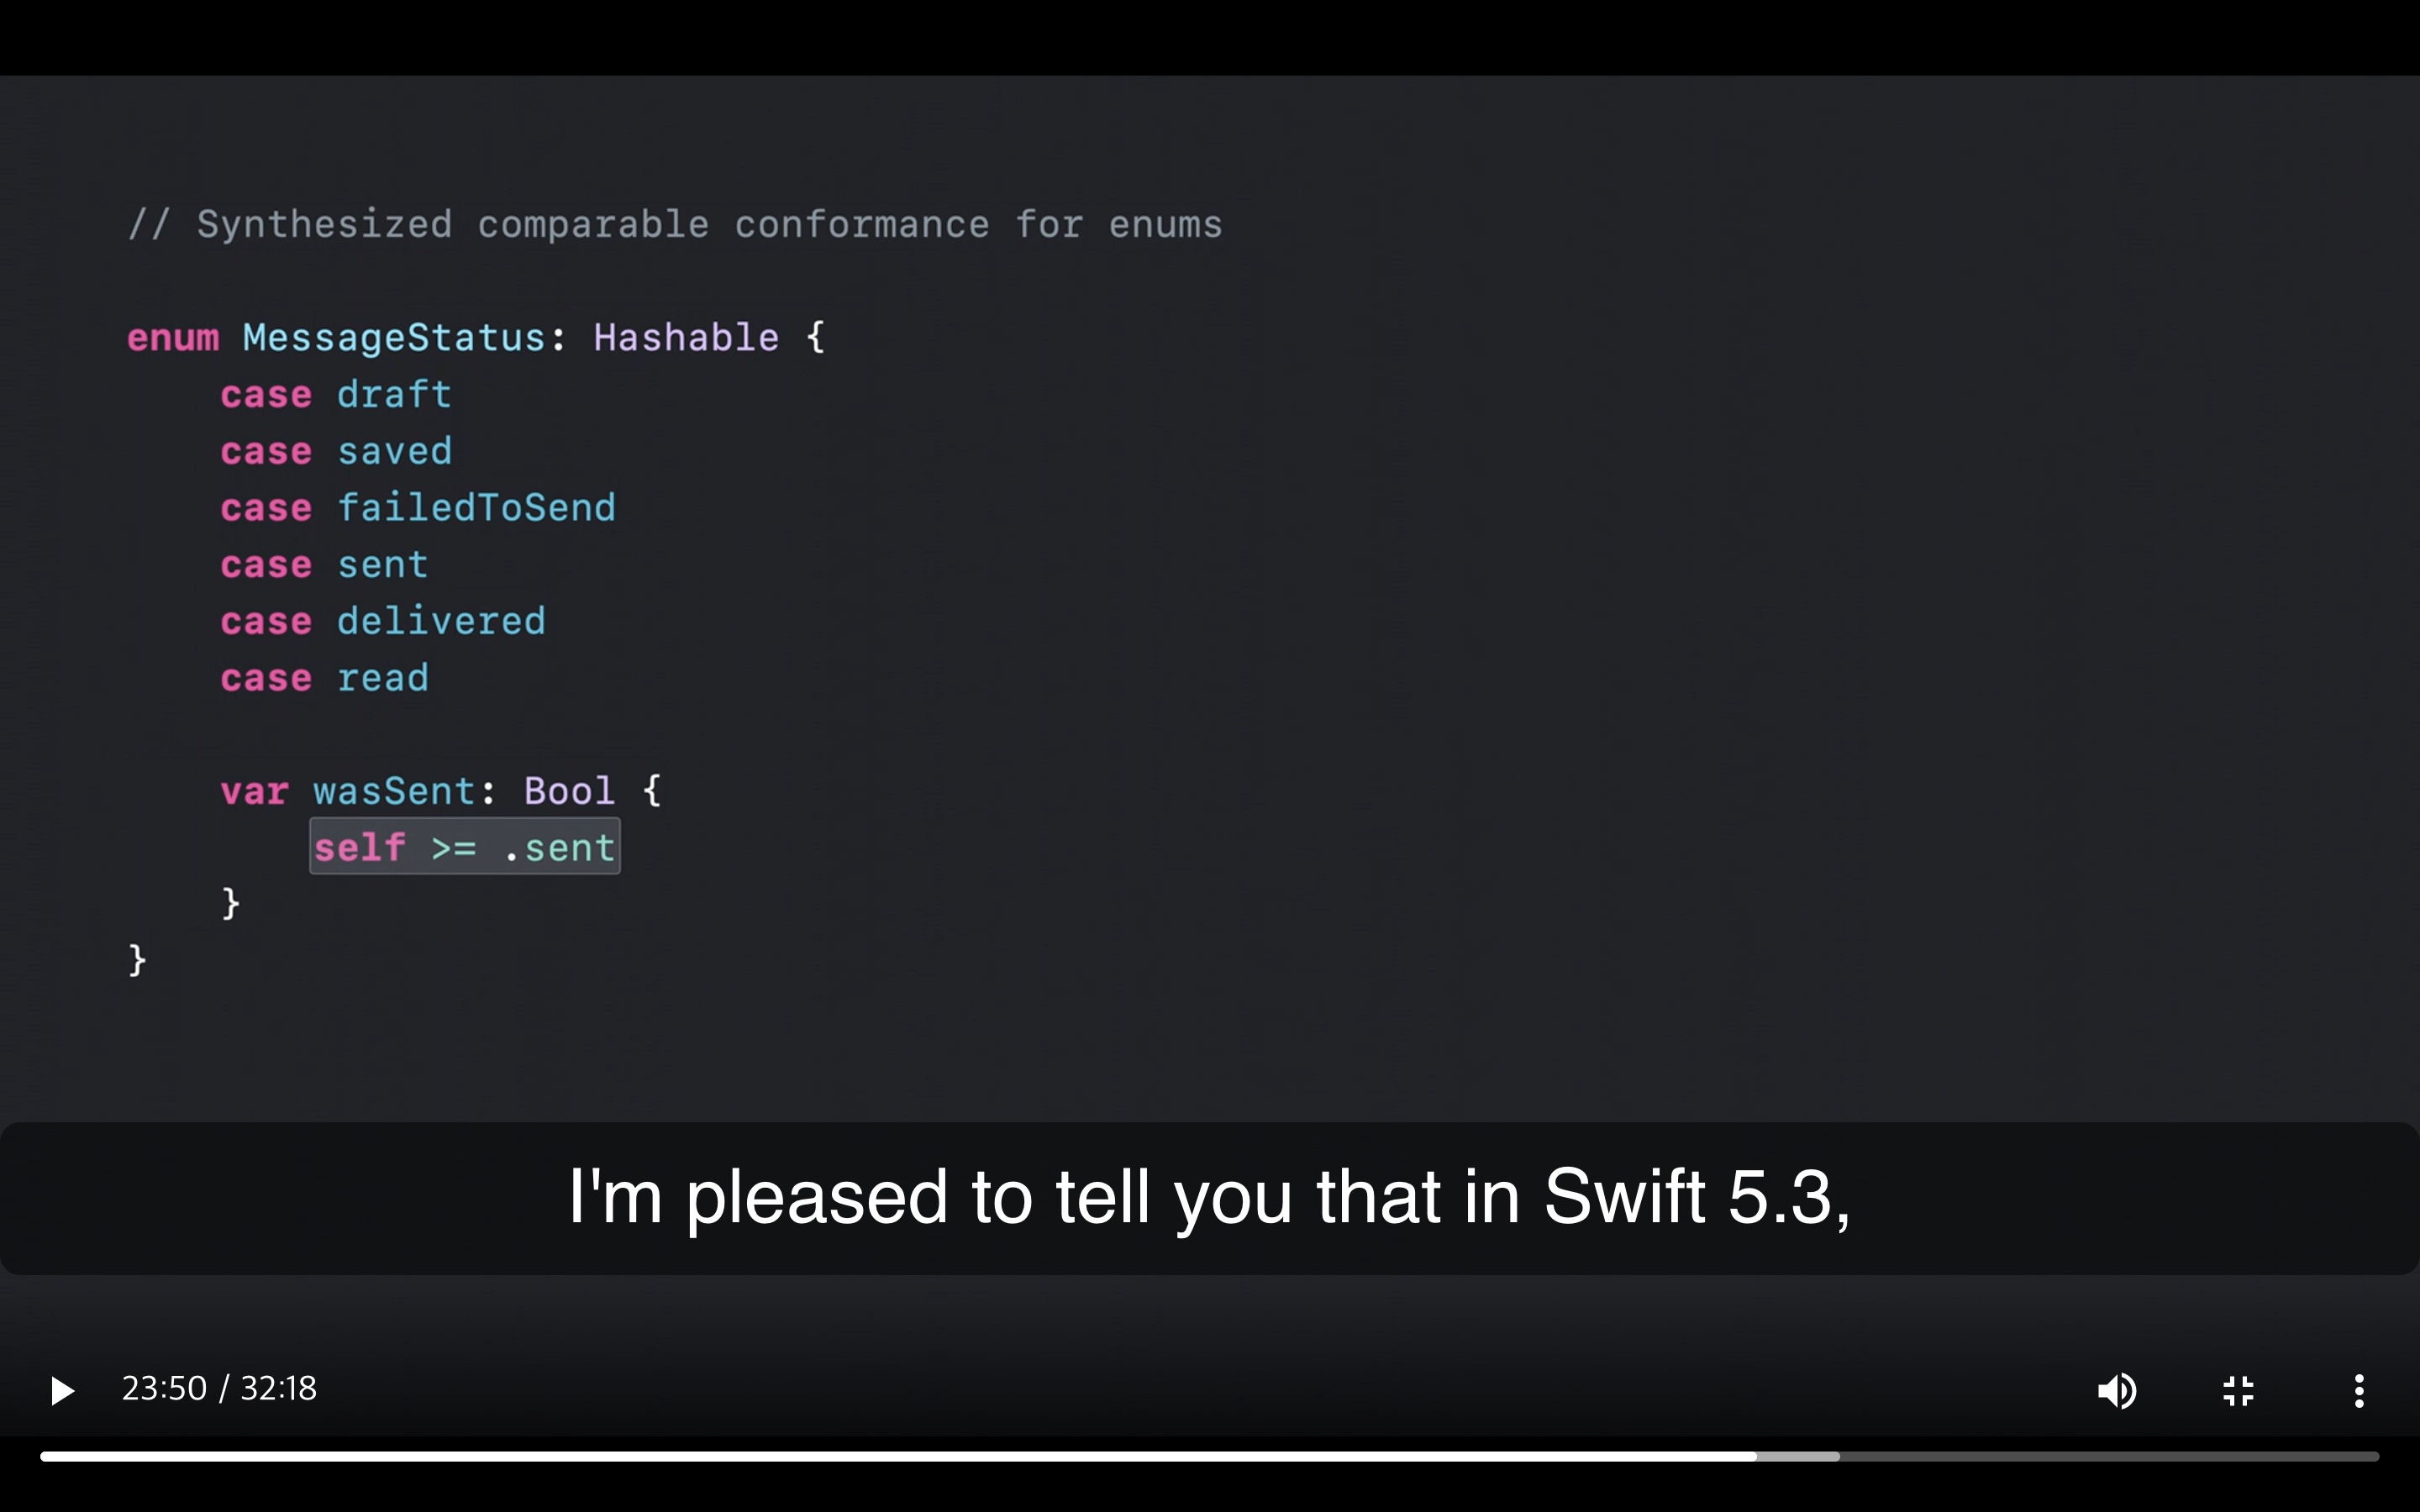 // Synthesized comparable conformance for enums
enum MessageStatus: Hashable {
    case draft
    case saved
    case failedToSend
    case sent
    case delivered
    case read
    var wasSent: Bool {
        self >= .sent
    }
}
I'm pleased to tell you that in Swift 5.3,
23:50 / 32:18